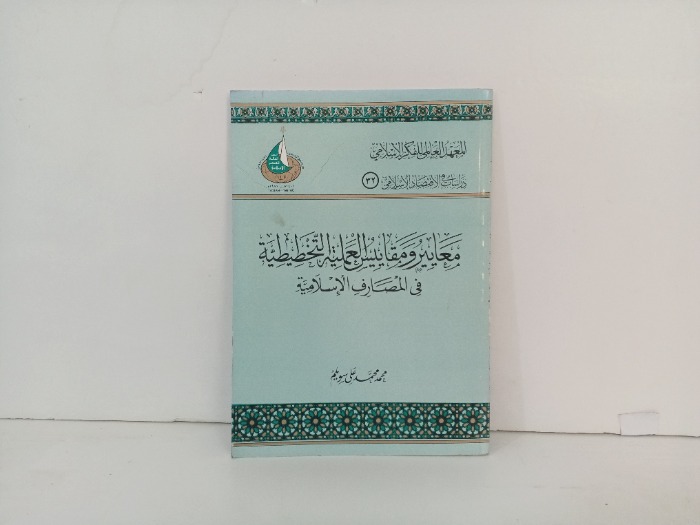 المعهد العالمي للفكر الإسلامي
دراسات في الاقتصاد الإسلامي (٣٢)
معايير ومقاييس العملية التخطيطية
في المصارف الإسلامية
محمد محمد علي سويلم